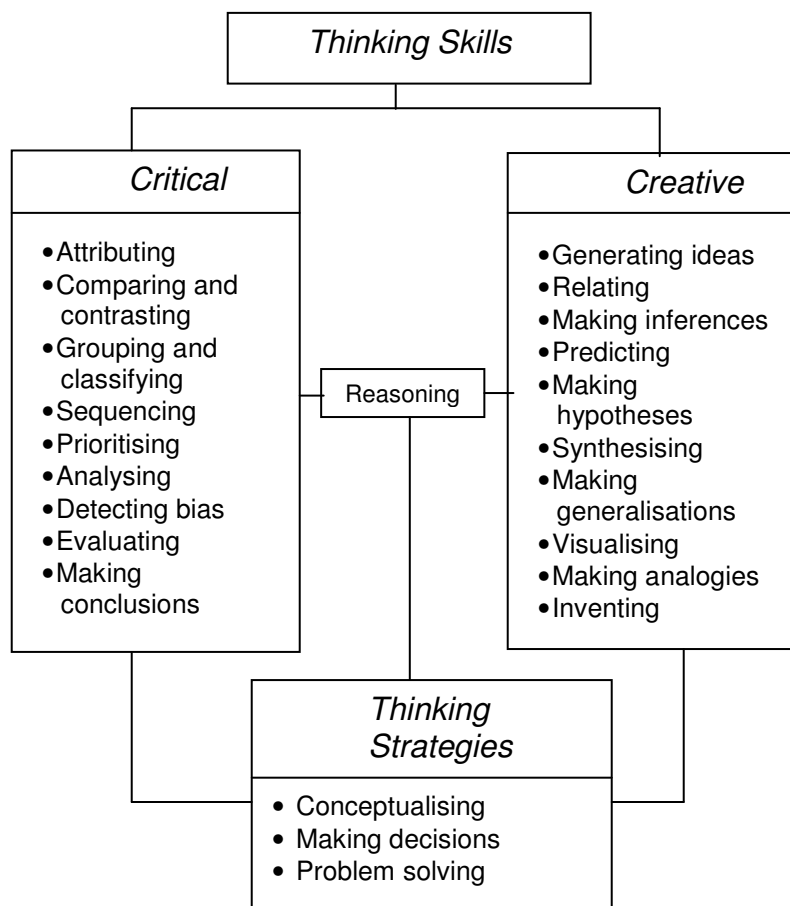 Thinking Skills
Critical
• Attributing
• Comparing and
contrasting
• Grouping and
classifying
• Sequencing
• Prioritising
• Analysing
• Detecting bias
• Evaluating
• Making
conclusions
Reasoning
Creative
• Generating ideas
• Relating
• Making inferences
• Predicting
• Making
hypotheses
• Synthesising
• Making
generalisations
• Visualising
• Making analogies
• Inventing
Thinking
Strategies
• Conceptualising
• Making decisions
• Problem solving